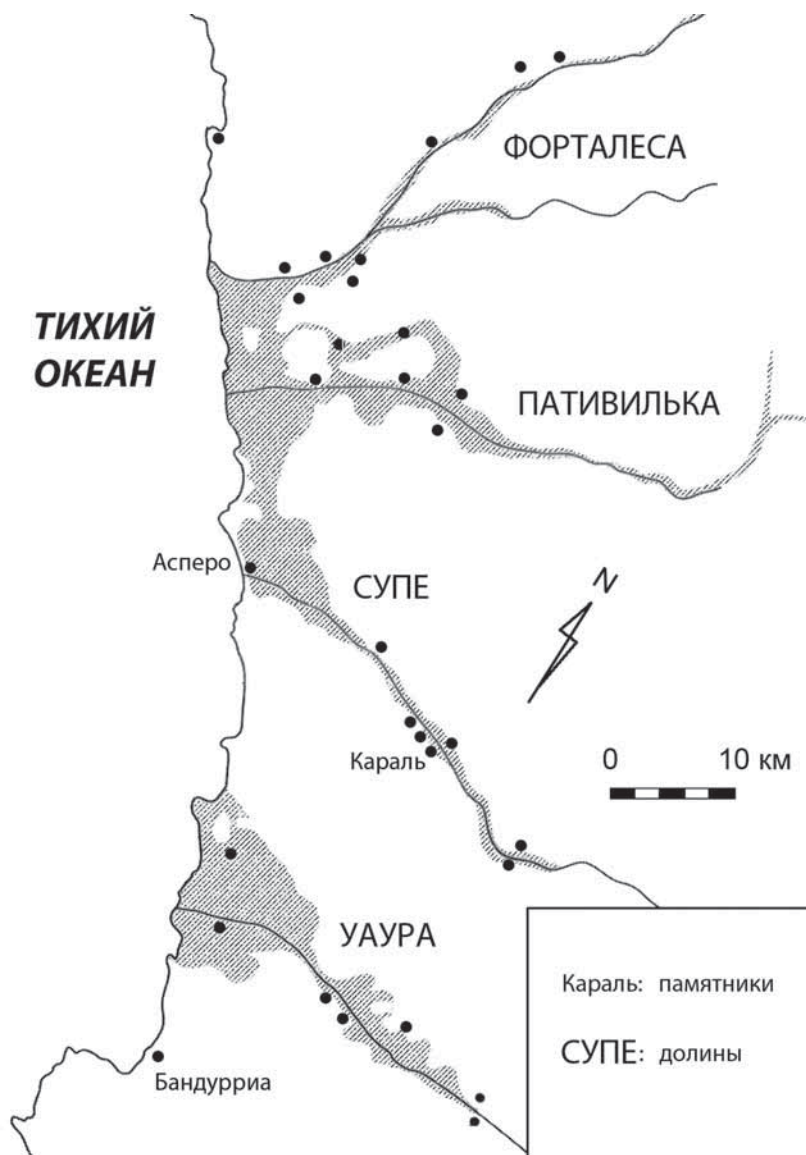 ФОРТАЛЕСА
ТИХИЙ
ОКЕАН
ПАТИВИЛЬКА
Асперо
СУПЕ
N
Караль
0 10 км
УАУРА
Караль: памятники
СУПЕ: долины
Бандурриа